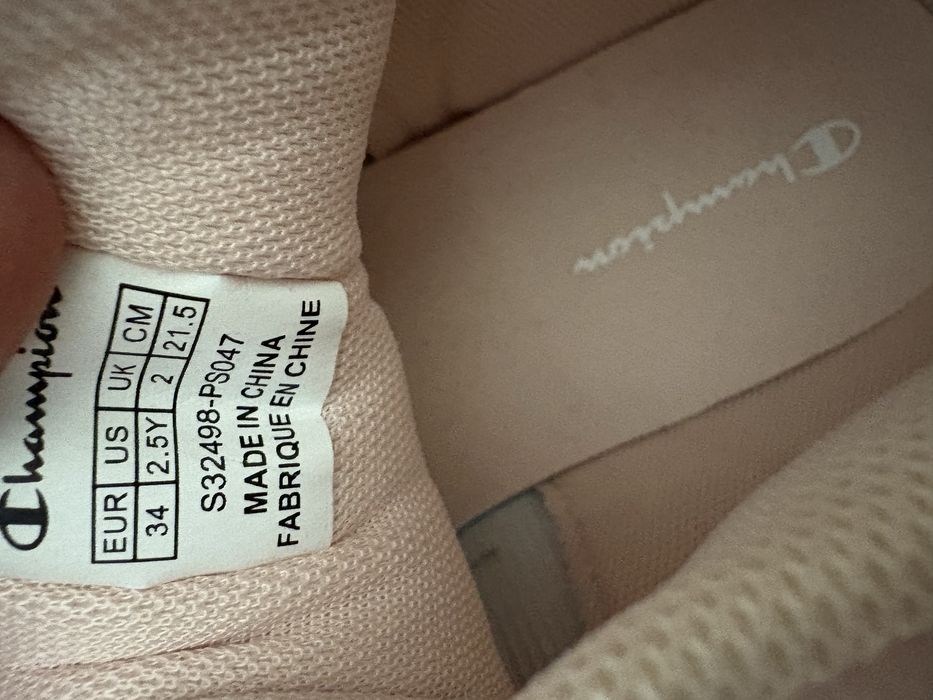 Champion
EUR US UK CM
34 2.5Y 2 21.5
S32498-PS047
MADE IN CHINA
FABRIQUE EN CHINE
Champion